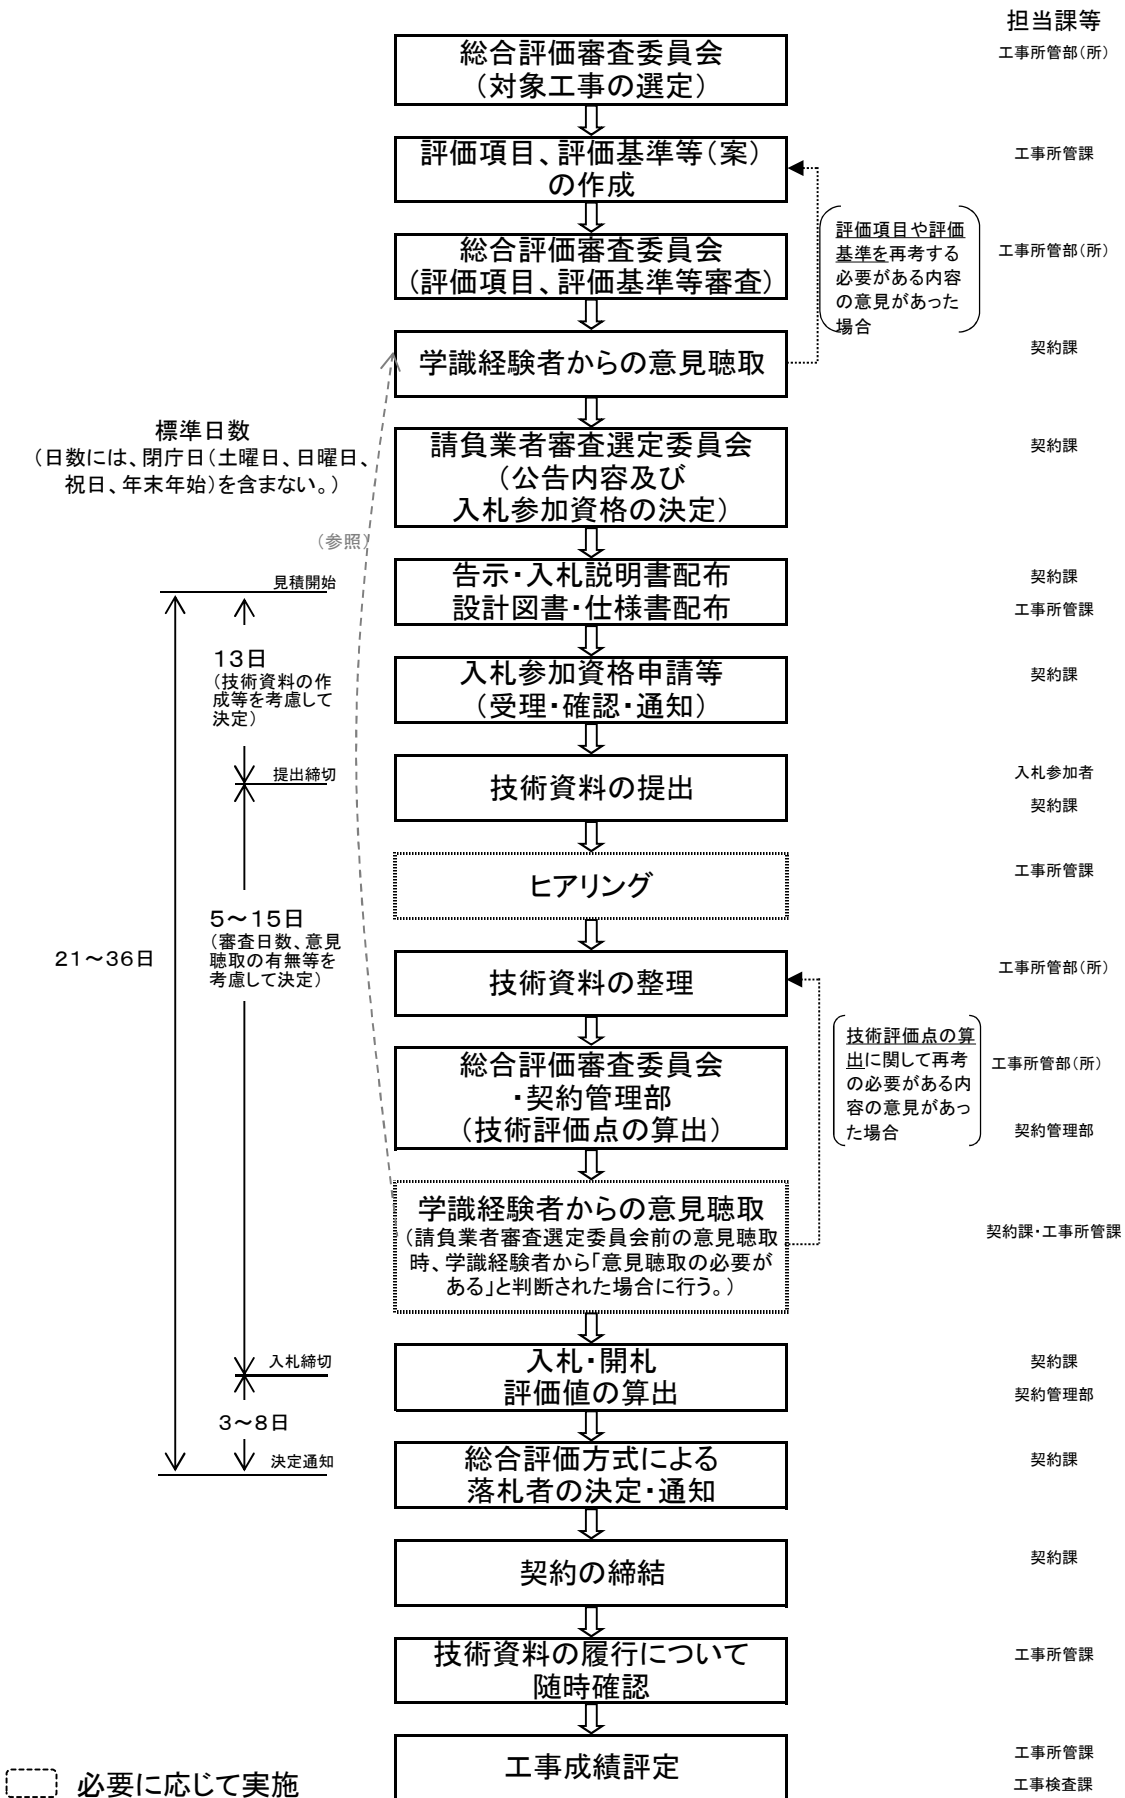 担当課等
総合評価審査委員会
（対象工事の選定）
工事所管部（所）
評価項目、評価基準等（案）
の作成
工事所管課
総合評価審査委員会
（評価項目、評価基準等審査）
評価項目や評価
基準を再考する
必要がある内容
の意見があった
場合
工事所管部（所）
学識経験者からの意見聴取
契約課
標準日数
（日数には、閉庁日（土曜日、日曜日、
祝日、年末年始）を含まない。）
請負業者審査選定委員会
（公告内容及び
入札参加資格の決定）
契約課
（参照）
見積開始
告示・入札説明書配布
設計図書・仕様書配布
契約課
工事所管課
13日
（技術資料の作
成等を考慮して
決定）
入札参加資格申請等
（受理・確認・通知）
契約課
提出締切
技術資料の提出
入札参加者
契約課
ヒアリング
工事所管課
21～36日
5～15日
（審査日数、意見
聴取の有無等を
考慮して決定）
技術資料の整理
工事所管部（所）
総合評価審査委員会
・契約管理部
（技術評価点の算出）
技術評価点の算
出に関して再考
の必要がある内
容の意見があっ
た場合
工事所管部（所）
契約管理部
学識経験者からの意見聴取
（請負業者審査選定委員会前の意見聴取
時、学識経験者から「意見聴取の必要が
ある」と判断された場合に行う。）
契約課・工事所管課
入札締切
入札・開札
評価値の算出
契約課
契約管理部
3～8日
決定通知
総合評価方式による
落札者の決定・通知
契約課
契約の締結
契約課
技術資料の履行について
随時確認
工事所管課
工事成績評定
工事所管課
工事検査課
必要に応じて実施